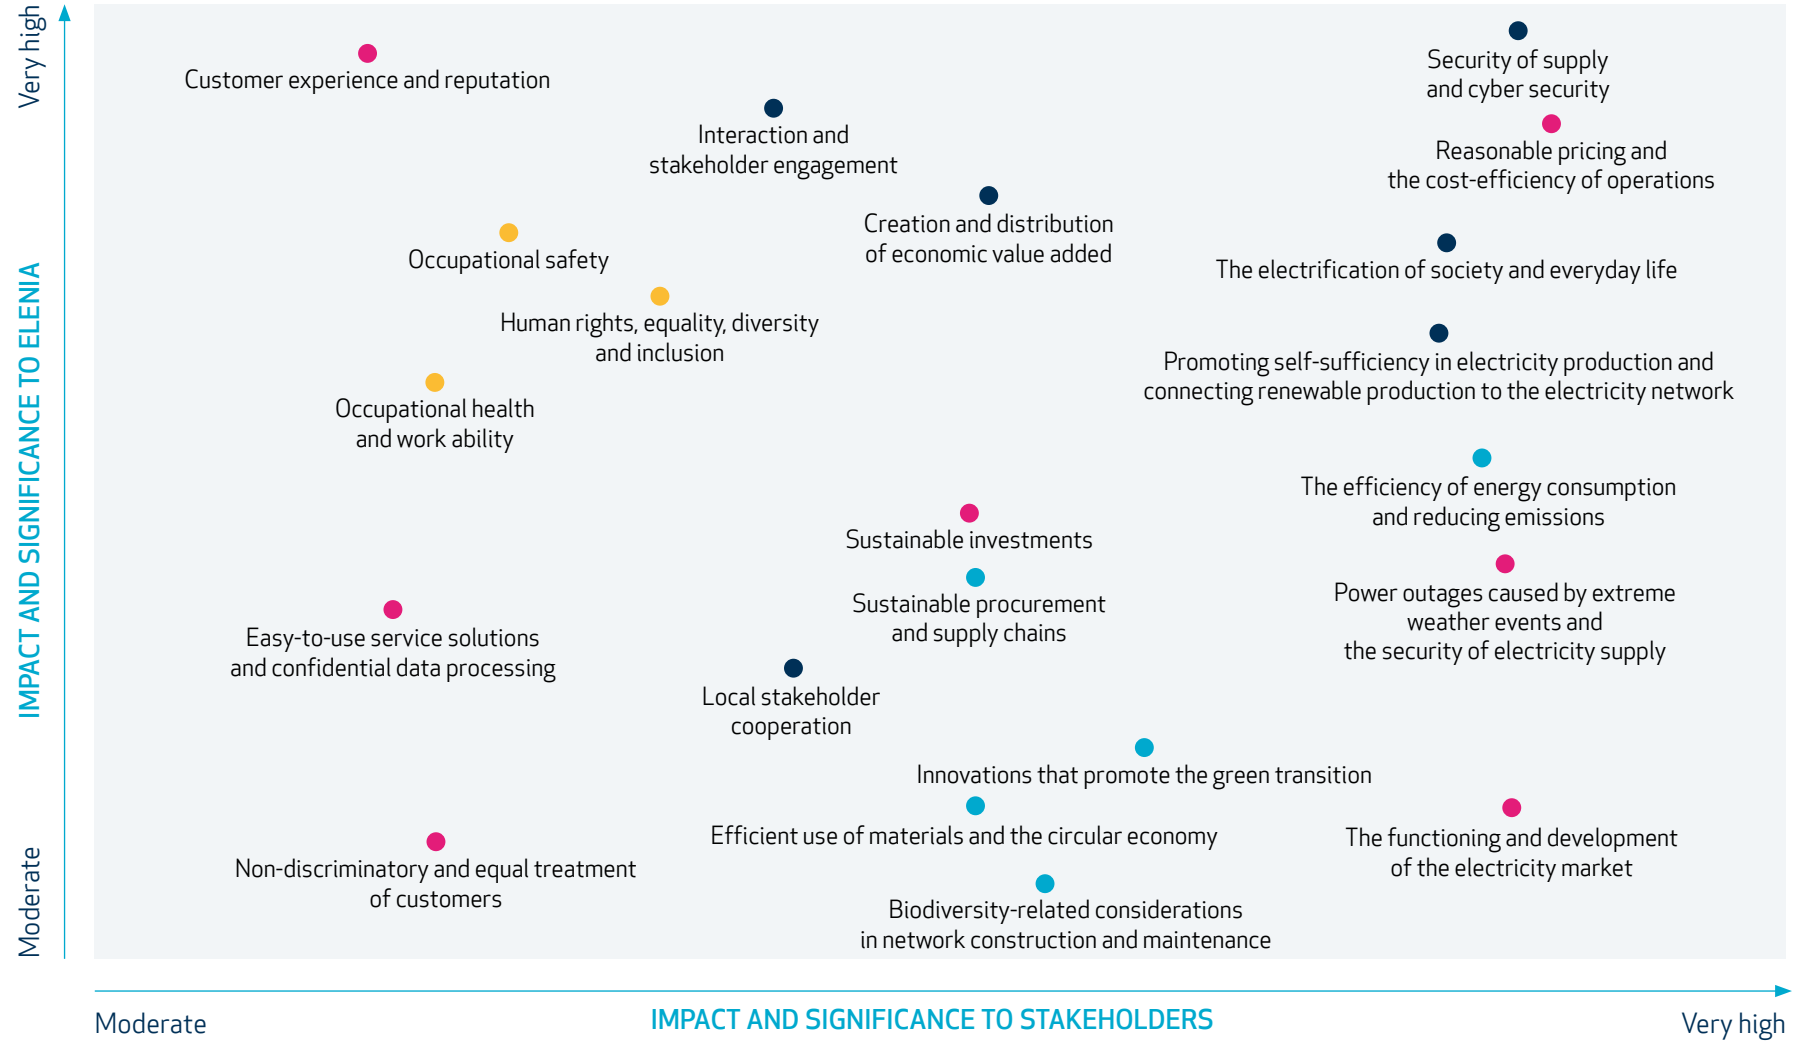 Very high
IMPACT AND SIGNIFICANCE TO ELENIA
Moderate
Customer experience and reputation
Security of supply
and cyber security
Interaction and
stakeholder engagement
Reasonable pricing and
the cost-efficiency of operations
Creation and distribution
of economic value added
Occupational safety
The electrification of society and everyday life
Human rights, equality, diversity
and inclusion
Promoting self-sufficiency in electricity production and
connecting renewable production to the electricity network
Occupational health
and work ability
The efficiency of energy consumption
and reducing emissions
Sustainable investments
Sustainable procurement
and supply chains
Power outages caused by extreme
weather events and
the security of electricity supply
Easy-to-use service solutions
and confidential data processing
Local stakeholder
cooperation
Innovations that promote the green transition
Efficient use of materials and the circular economy
The functioning and development
of the electricity market
Non-discriminatory and equal treatment
of customers
Biodiversity-related considerations
in network construction and maintenance
Moderate
IMPACT AND SIGNIFICANCE TO STAKEHOLDERS
Very high